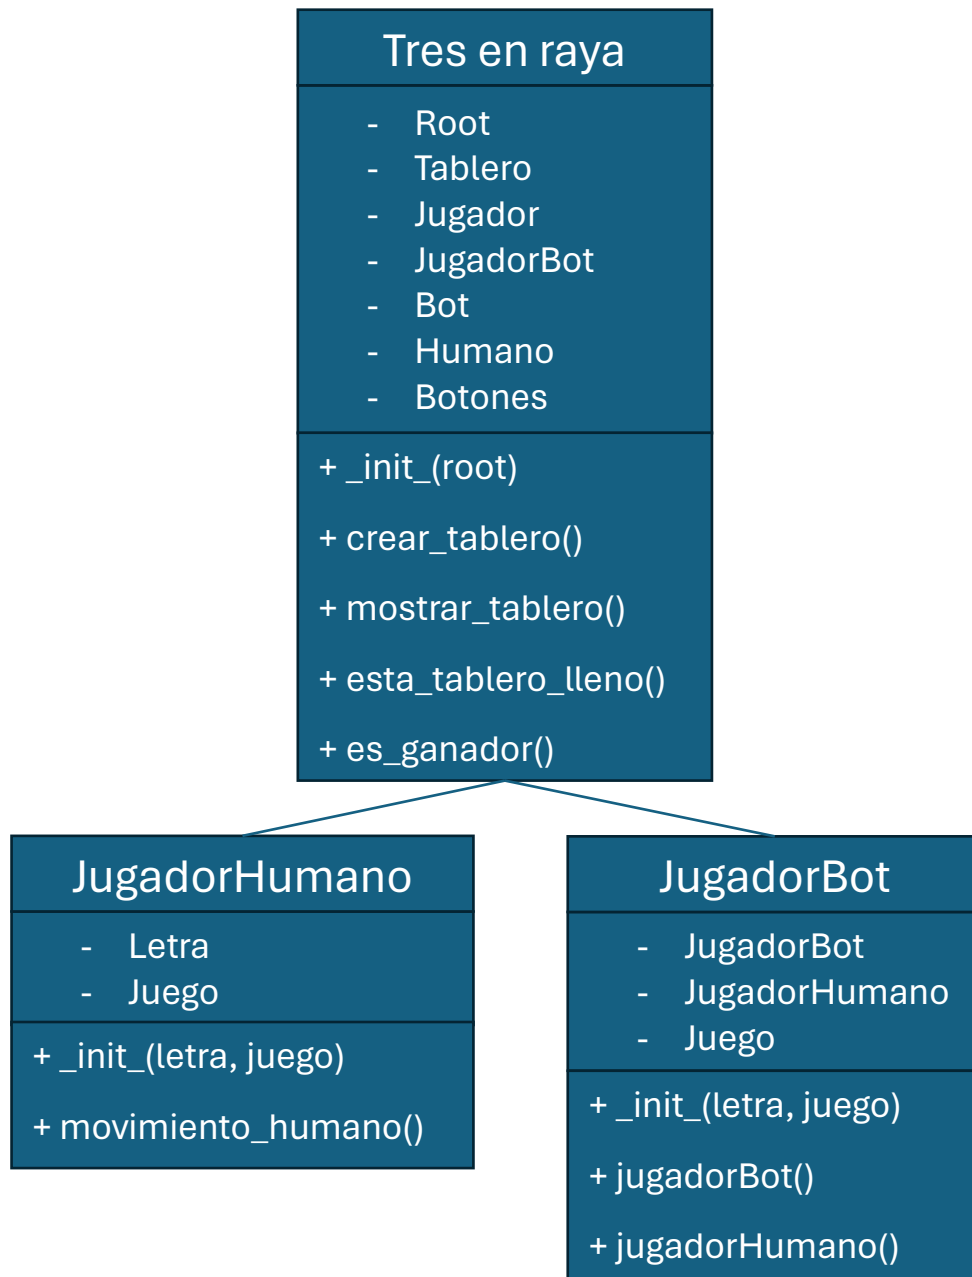 Tres en raya
- Root
- Tablero
- Jugador
- JugadorBot
- Bot
- Humano
- Botones
+ _init_(root)
+ crear_tablero()
+ mostrar_tablero()
+ esta_tablero_lleno()
+ es_ganador()
JugadorHumano
- Letra
- Juego
+ _init_(letra, juego)
+ movimiento_humano()
JugadorBot
- JugadorBot
- JugadorHumano
- Juego
+ _init_(letra, juego)
+ jugadorBot()
+ jugadorHumano()